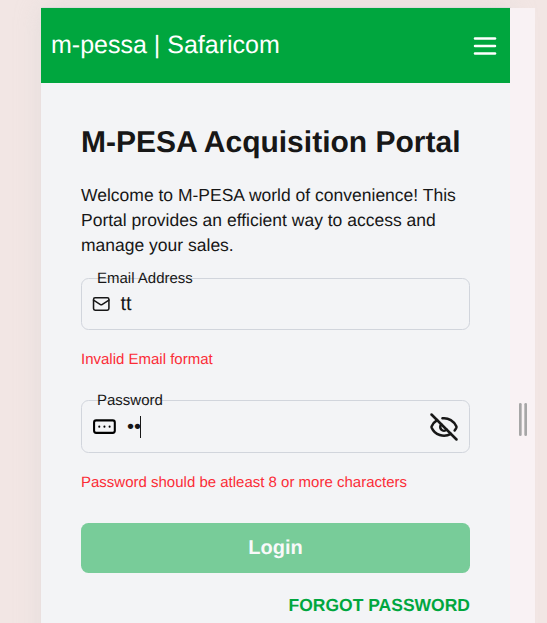 m-pessa | Safaricom
M-PESA Acquisition Portal
Welcome to M-PESA world of convenience! This
Portal provides an efficient way to access and
manage your sales.
Email Address
tt
Invalid Email format
Password
••
Password should be atleast 8 or more characters
Login
FORGOT PASSWORD